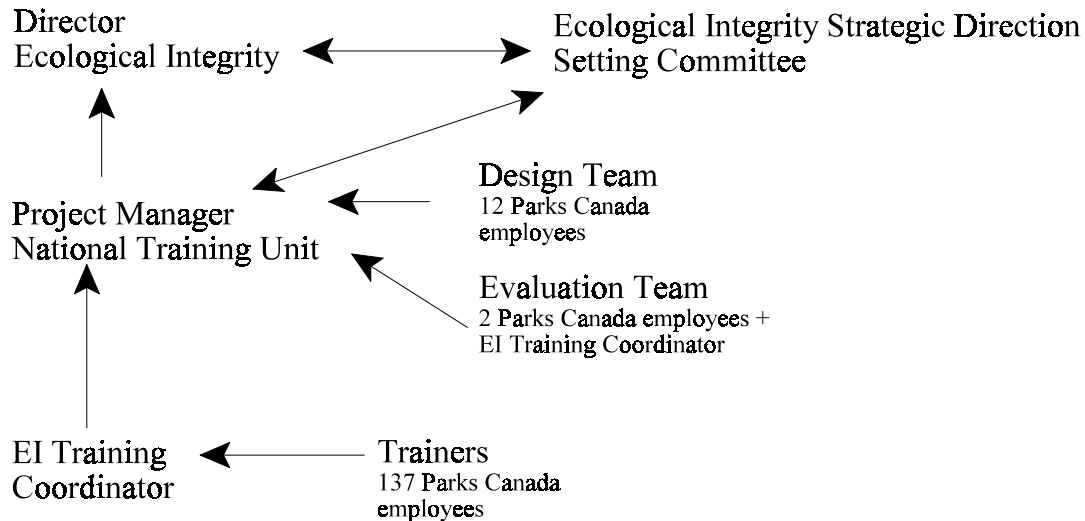 Director
Ecological Integrity
Ecological Integrity Strategic Direction
Setting Committee
Project Manager
National Training Unit
Design Team
12 Parks Canada
employees
Evaluation Team
2 Parks Canada employees +
EI Training Coordinator
EI Training
Coordinator
Trainers
137 Parks Canada
employees